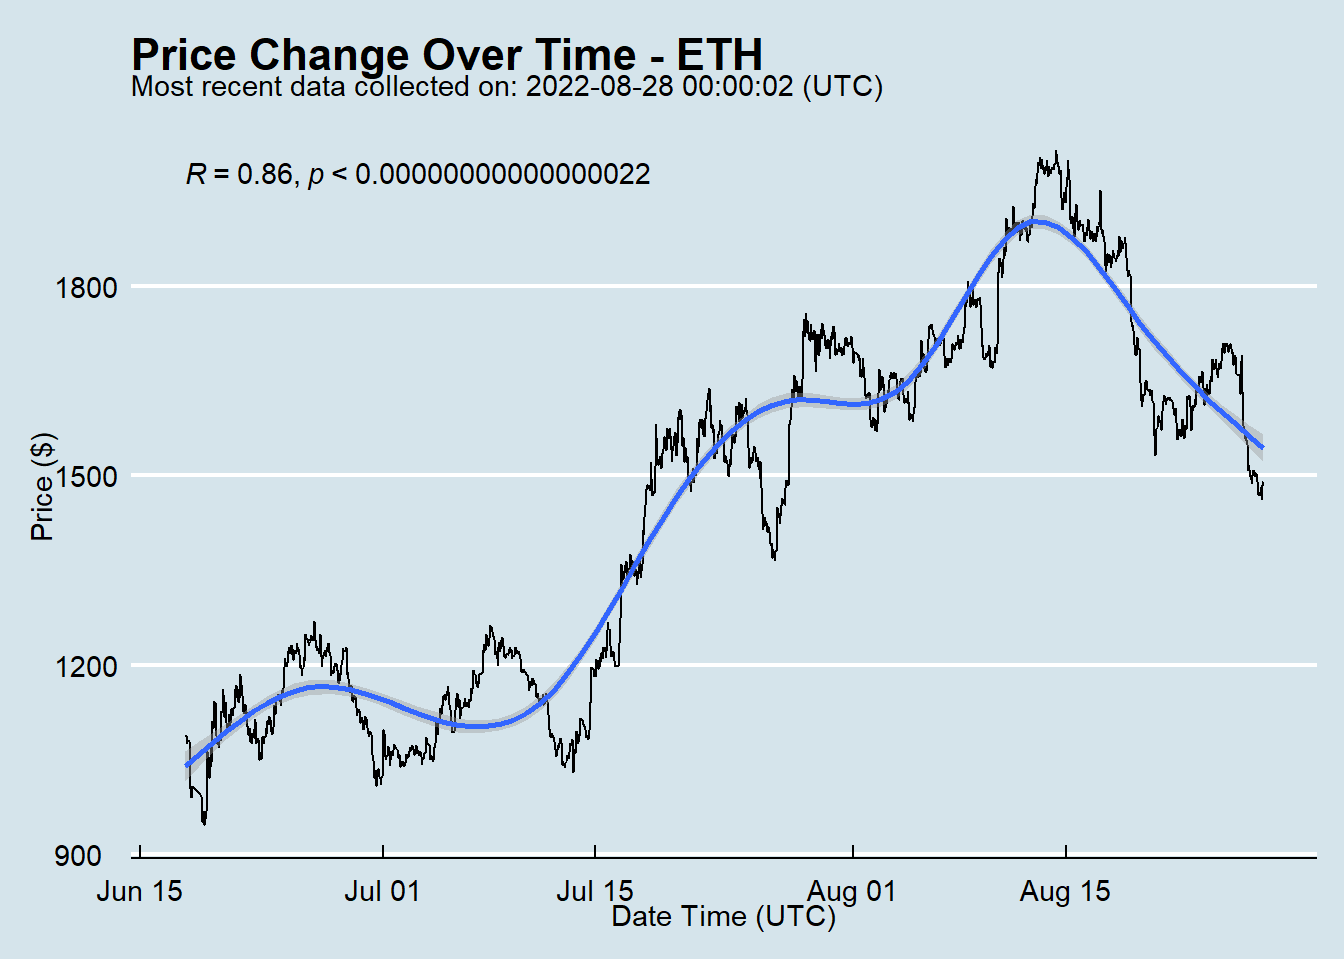 Price Change Over Time - ETH
Most recent data collected on: 2022-08-28 00:00:02 (UTC)
R = 0.86, p < 0.00000000000000022
1800
1500
1200
900
Price ($)
Jun 15 Jul 01 Jul 15 Aug 01 Aug 15
Date Time (UTC)